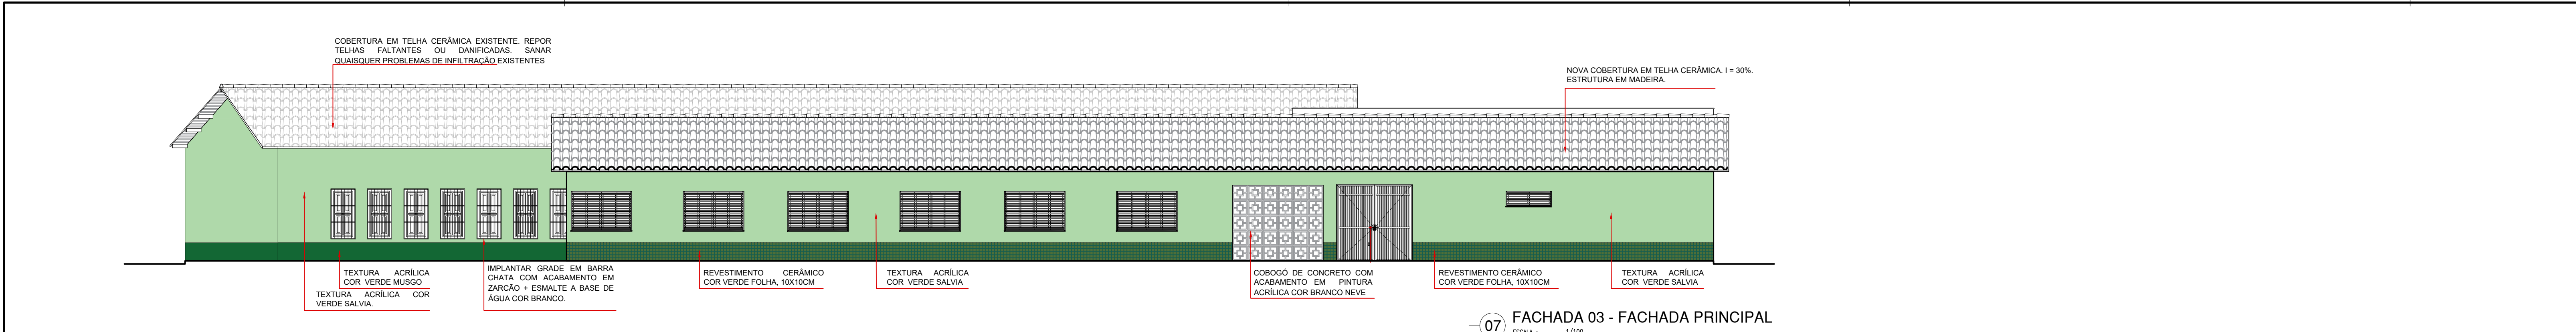 COBERTURA EM TELHA CERÂMICA EXISTENTE. REPOR
TELHAS FALTANTES OU DANIFICADAS. SANAR
QUAISQUER PROBLEMAS DE INFILTRAÇÃO EXISTENTES
NOVA COBERTURA EM TELHA CERÂMICA. I = 30%.
ESTRUTURA EM MADEIRA.
TEXTURA ACRÍLICA
COR VERDE MUSGO
TEXTURA ACRÍLICA COR
VERDE SALVIA.
IMPLANTAR GRADE EM BARRA
CHATA COM ACABAMENTO EM
ZARCÃO + ESMALTE A BASE DE
ÁGUA COR BRANCO.
REVESTIMENTO CERÂMICO
COR VERDE FOLHA, 10X10CM
TEXTURA ACRÍLICA
COR VERDE SALVIA
COBOGÓ DE CONCRETO COM
ACABAMENTO EM PINTURA
ACRÍLICA COR BRANCO NEVE
REVESTIMENTO CERÂMICO
COR VERDE FOLHA, 10X10CM
TEXTURA ACRÍLICA
COR VERDE SALVIA
07 FACHADA 03 - FACHADA PRINCIPAL
1/100